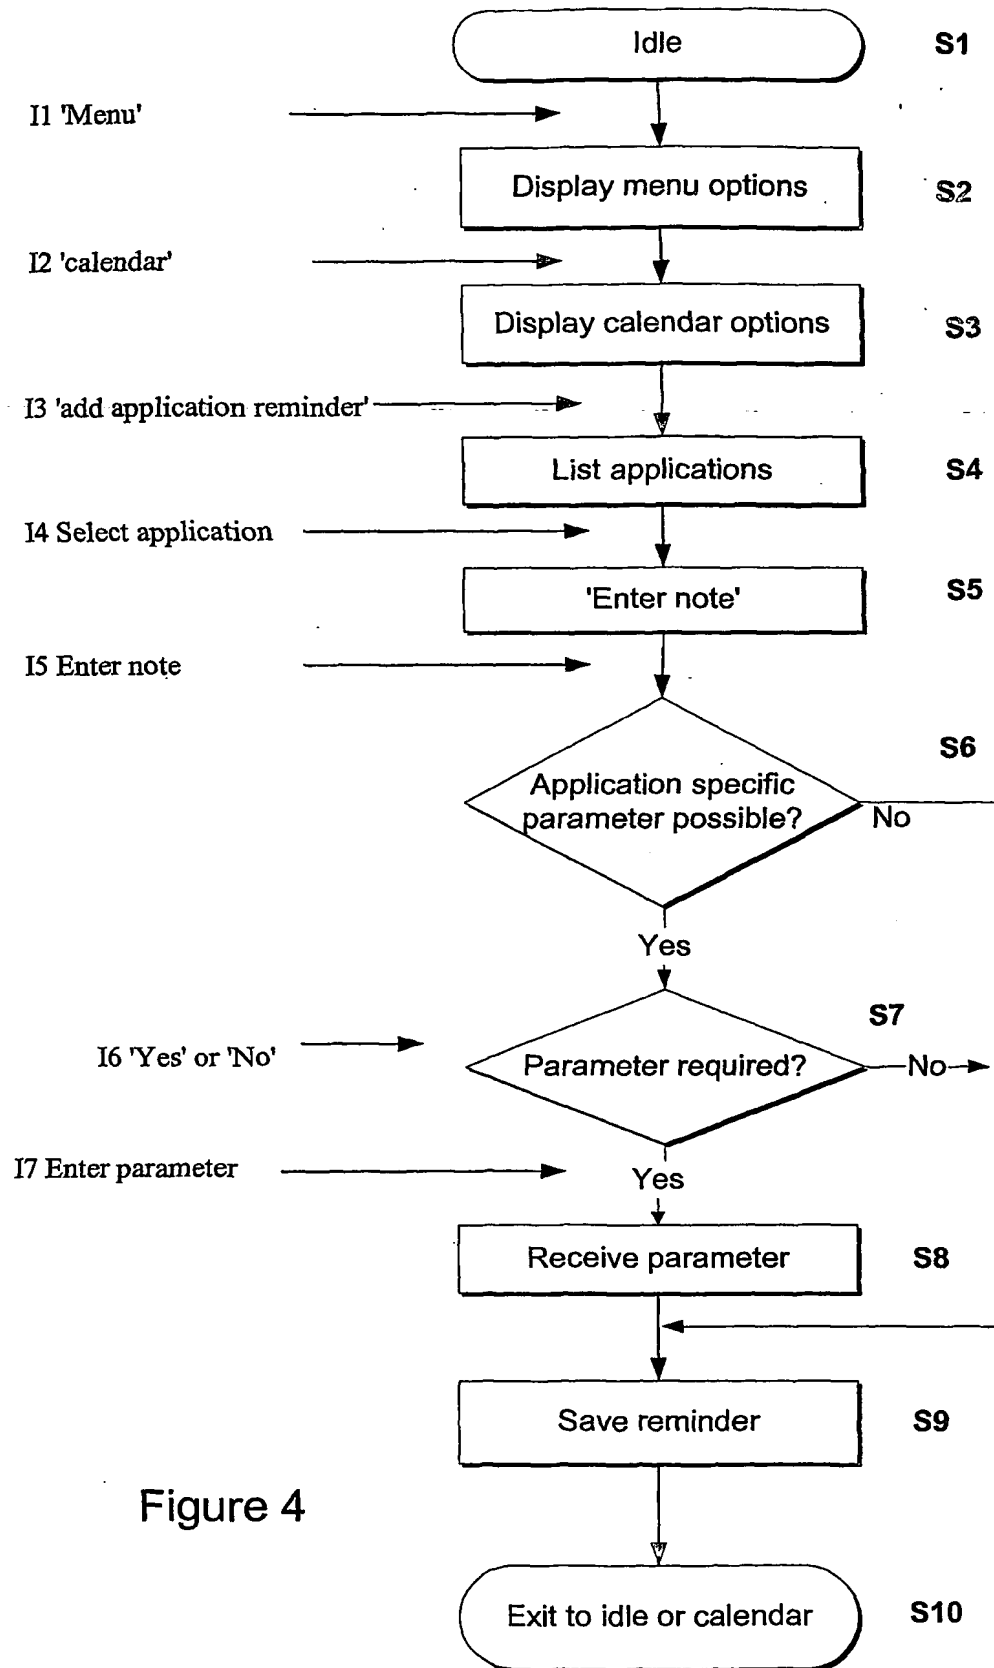 Idle
S1
I1 'Menu'
Display menu options
S2
I2 'calendar'
Display calendar options
S3
I3 'add application reminder'
List applications
S4
I4 Select application
'Enter note'
S5
I5 Enter note
S6
Application specific
parameter possible?
No
Yes
S7
I6 'Yes' or 'No'
Parameter required?
No
I7 Enter parameter
Yes
Receive parameter
S8
Save reminder
S9
Figure 4
Exit to idle or calendar
S10